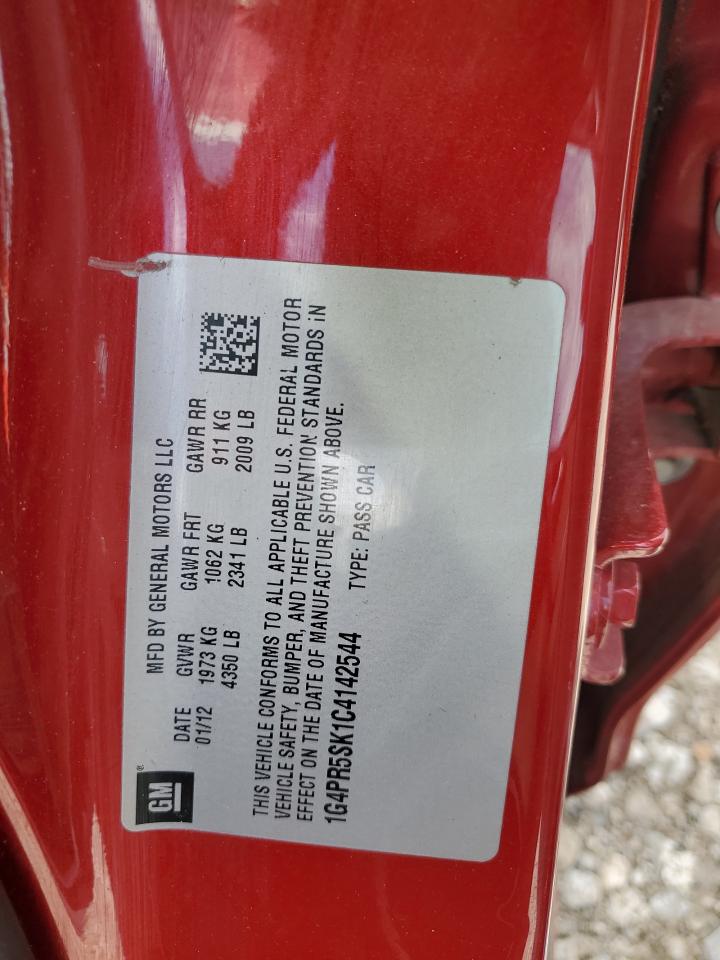 GM®
MFD BY GENERAL MOTORS LLC
DATE GVWR GAWR FRT GAWR RR
01/12 1973 KG 1062 KG 911 KG
4350 LB 2341 LB 2009 LB
THIS VEHICLE CONFORMS TO ALL APPLICABLE U.S. FEDERAL MOTOR
VEHICLE SAFETY, BUMPER, AND THEFT PREVENTION STANDARDS IN
EFFECT ON THE DATE OF MANUFACTURE SHOWN ABOVE.
1G4PR5SK1C4142544 TYPE: PASS CAR